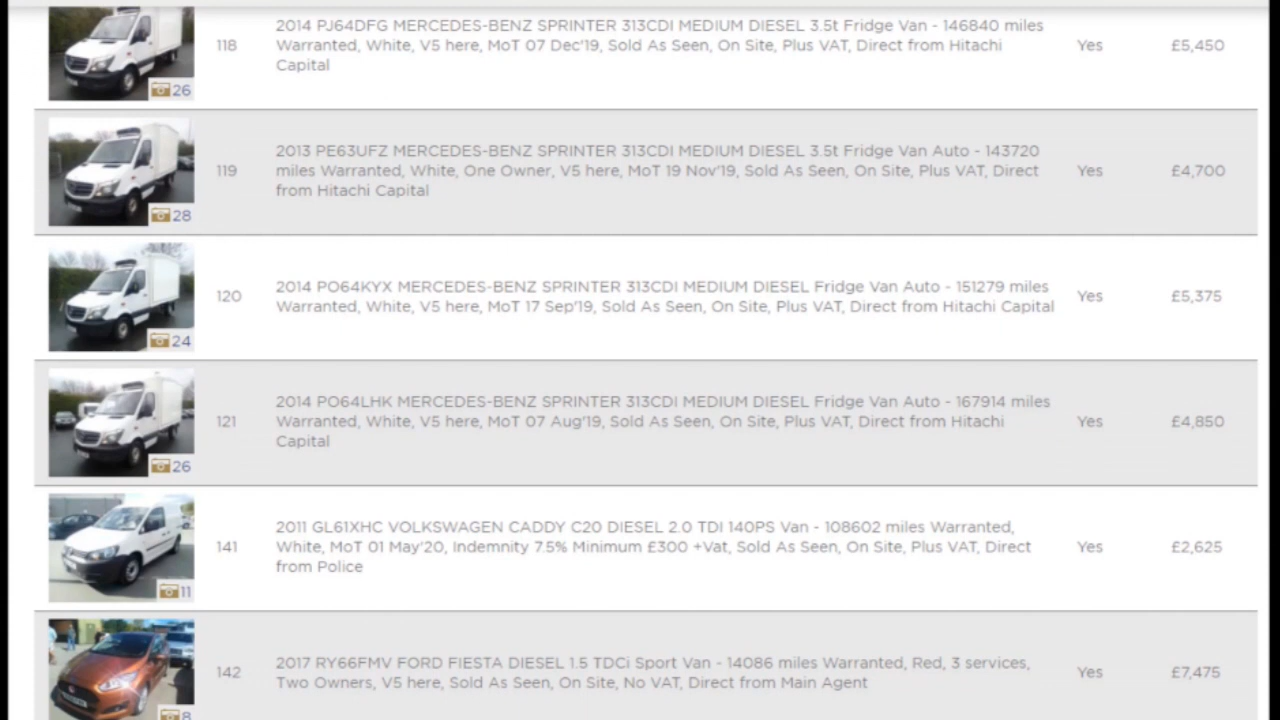 2014 PJ64DFG MERCEDES-BENZ SPRINTER 313CDI MEDIUM DIESEL 3.5t Fridge Van - 146840 miles
118
Warranted, White, V5 here, MoT 07 Dec'19, Sold As Seen, On Site, Plus VAT, Direct from Hitachi
Yes
£5,450
Capital
26
2013 PE63UFZ MERCEDES-BENZ SPRINTER 313CDI MEDIUM DIESEL 3.5t Fridge Van Auto - 143720
119
miles Warranted, White, One Owner, V5 here, MoT 19 Nov'19, Sold As Seen, On Site, Plus VAT, Direct
Yes
£4,700
from Hitachi Capital
28
2014 PO64KYX MERCEDES-BENZ SPRINTER 313CDI MEDIUM DIESEL Fridge Van Auto - 151279 miles
120
Warranted, White, V5 here, MoT 17 Sep'19, Sold As Seen, On Site, Plus VAT, Direct from Hitachi Capital
Yes
£5,375
24
2014 PO64LHK MERCEDES-BENZ SPRINTER 313CDI MEDIUM DIESEL Fridge Van Auto - 167914 miles
121
Warranted, White, V5 here, MoT 07 Aug'19, Sold As Seen, On Site, Plus VAT, Direct from Hitachi
Yes
£4,850
Capital
26
2011 GL61XHC VOLKSWAGEN CADDY C20 DIESEL 2.0 TDI 140PS Van - 108602 miles Warranted,
141
White, MoT 01 May'20, Indemnity 7.5% Minimum £300 +Vat, Sold As Seen, On Site, Plus VAT, Direct
Yes
£2,625
from Police
11
2017 RY66FMV FORD FIESTA DIESEL 1.5 TDCi Sport Van - 14086 miles Warranted, Red, 3 services,
142
Two Owners, V5 here, Sold As Seen, On Site, No VAT, Direct from Main Agent
Yes
£7,475
8